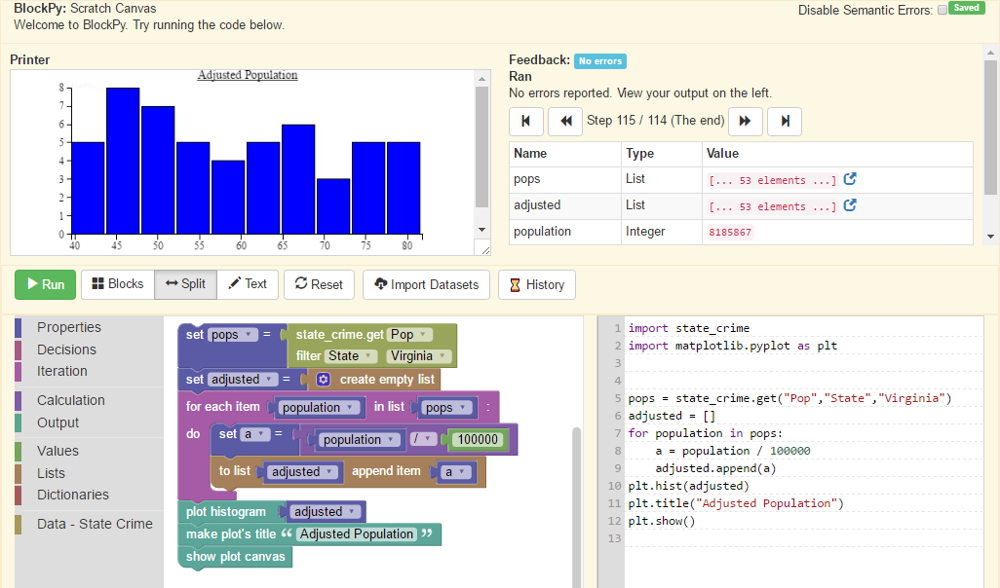 BlockPy: Scratch Canvas
Disable Semantic Errors: Saved
Welcome to BlockPy. Try running the code below.
Printer
Adjusted Population
8
7
6
5
4
3
2
1
0
40 45 50 55 60 65 70 75 80
Feedback: No errors
Ran
No errors reported. View your output on the left.
Step 115 / 114 (The end)
Name Type Value
pops List [... 53 elements ...]
adjusted List [... 53 elements ...]
population Integer 8185867
Run Blocks Split Text Reset Import Datasets History
Properties
Decisions
Iteration
Calculation
Output
Values
Lists
Dictionaries
Data - State Crime
set pops = state_crime.get Pop
filter State Virginia
set adjusted = create empty list
for each item population in list pops :
do set a = population / 100000
to list adjusted append item a
plot histogram adjusted
make plot's title “ Adjusted Population ”
show plot canvas
1 import state_crime
2 import matplotlib.pyplot as plt
3
4
5 pops = state_crime.get("Pop","State","Virginia")
6 adjusted = []
7 for population in pops:
8     a = population / 100000
9     adjusted.append(a)
10 plt.hist(adjusted)
11 plt.title("Adjusted Population")
12 plt.show()
13